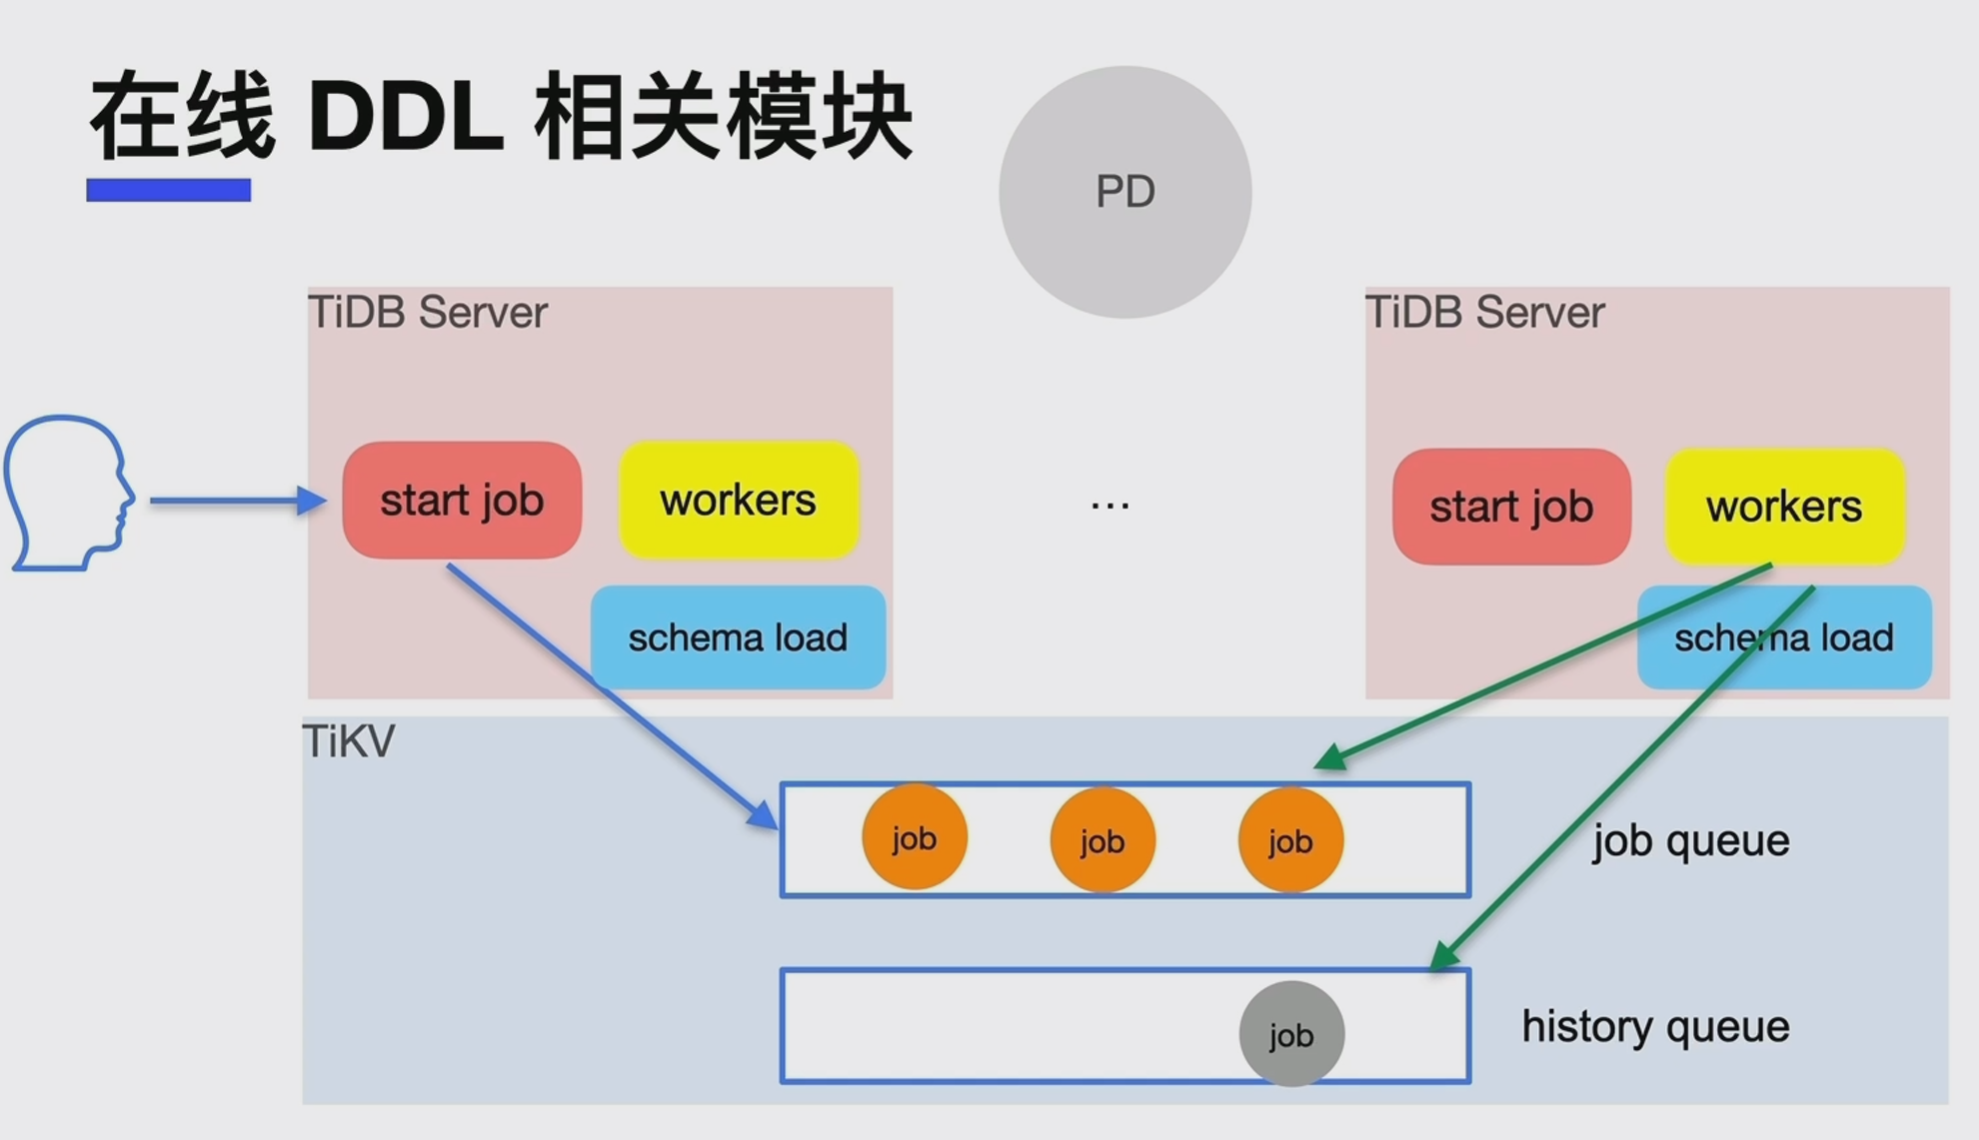 在线 DDL 相关模块
PD
TiDB Server
TiDB Server
start job
workers
...
start job
workers
schema load
schema load
TiKV
job
job
job
job queue
job
history queue